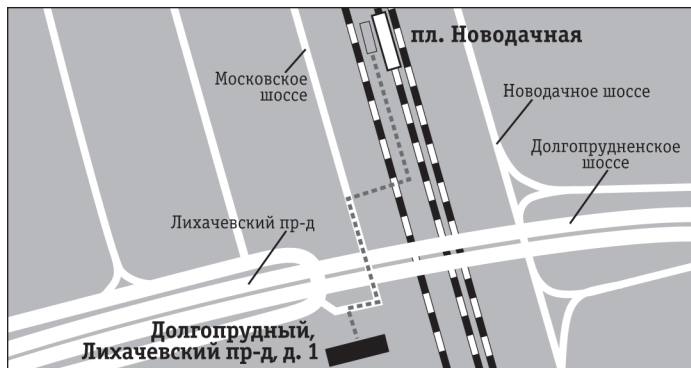 пл. Новодачная
Московское
шоссе
Новодачное шоссе
Долгопрудненское
шоссе
Лихачевский пр-д
Долгопрудный,
Лихачевский пр-д, д. 1